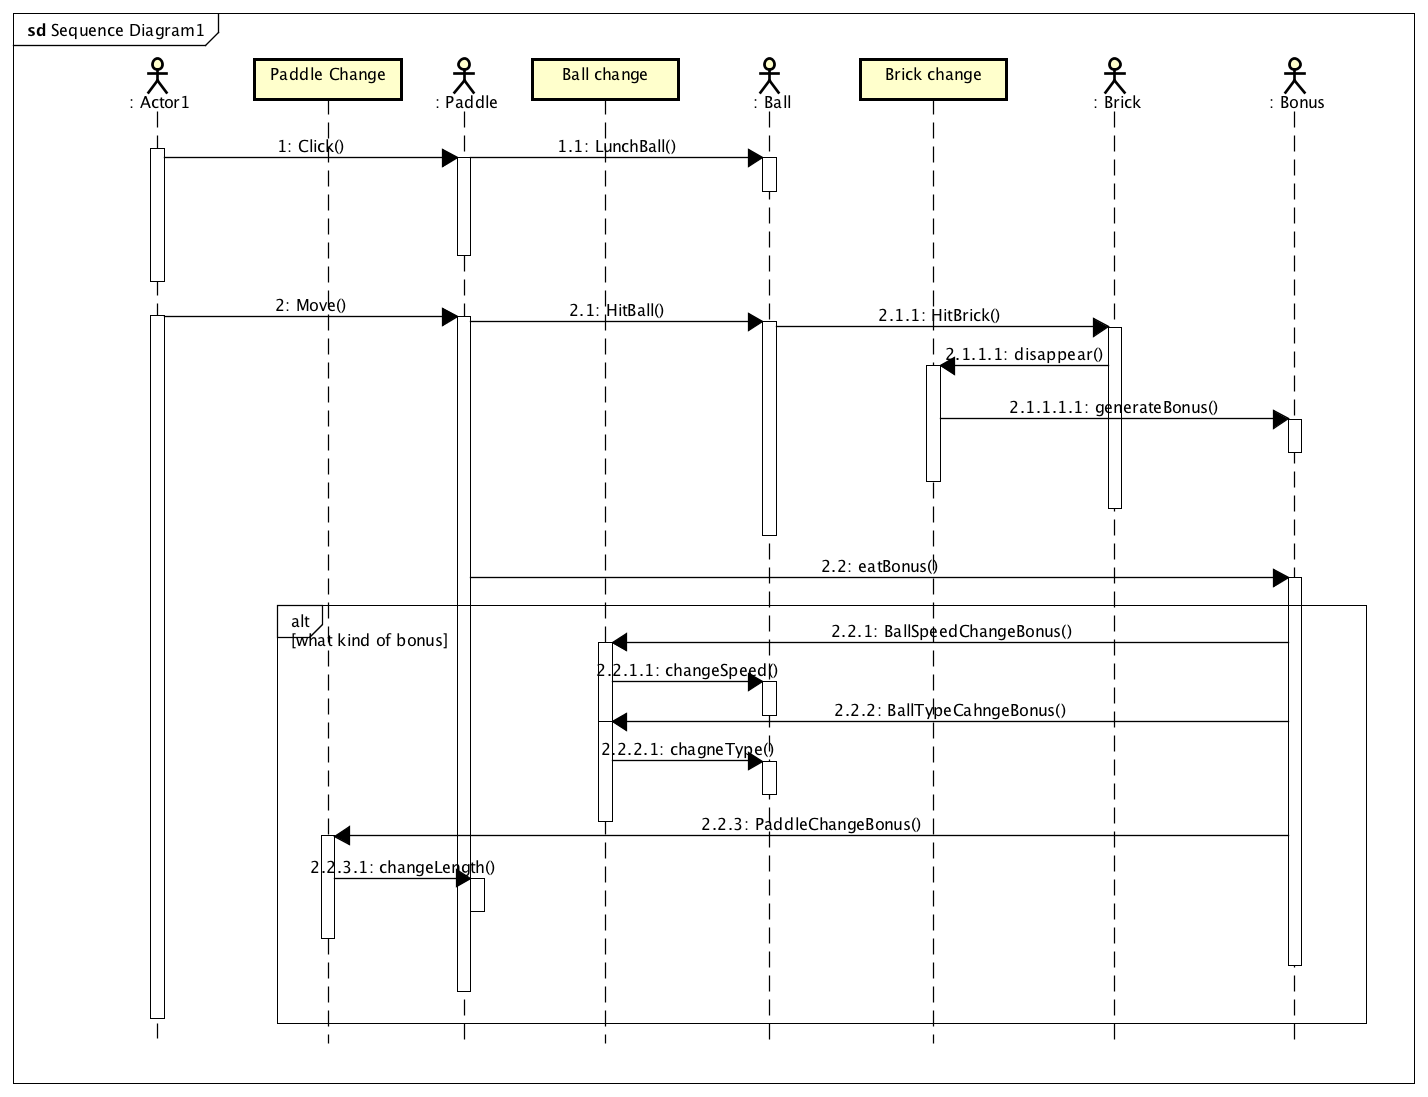 sd Sequence Diagram1
: Actor1
Paddle Change
: Paddle
Ball change
: Ball
Brick change
: Brick
: Bonus
1: Click()
1.1: LunchBall()
2: Move()
2.1: HitBall()
2.1.1: HitBrick()
2.1.1.1: disappear()
2.1.1.1.1: generateBonus()
2.2: eatBonus()
alt
[what kind of bonus]
2.2.1: BallSpeedChangeBonus()
2.2.1.1: changeSpeed()
2.2.2: BallTypeCahngeBonus()
2.2.2.1: chagneType()
2.2.3: PaddleChangeBonus()
2.2.3.1: changeLength()